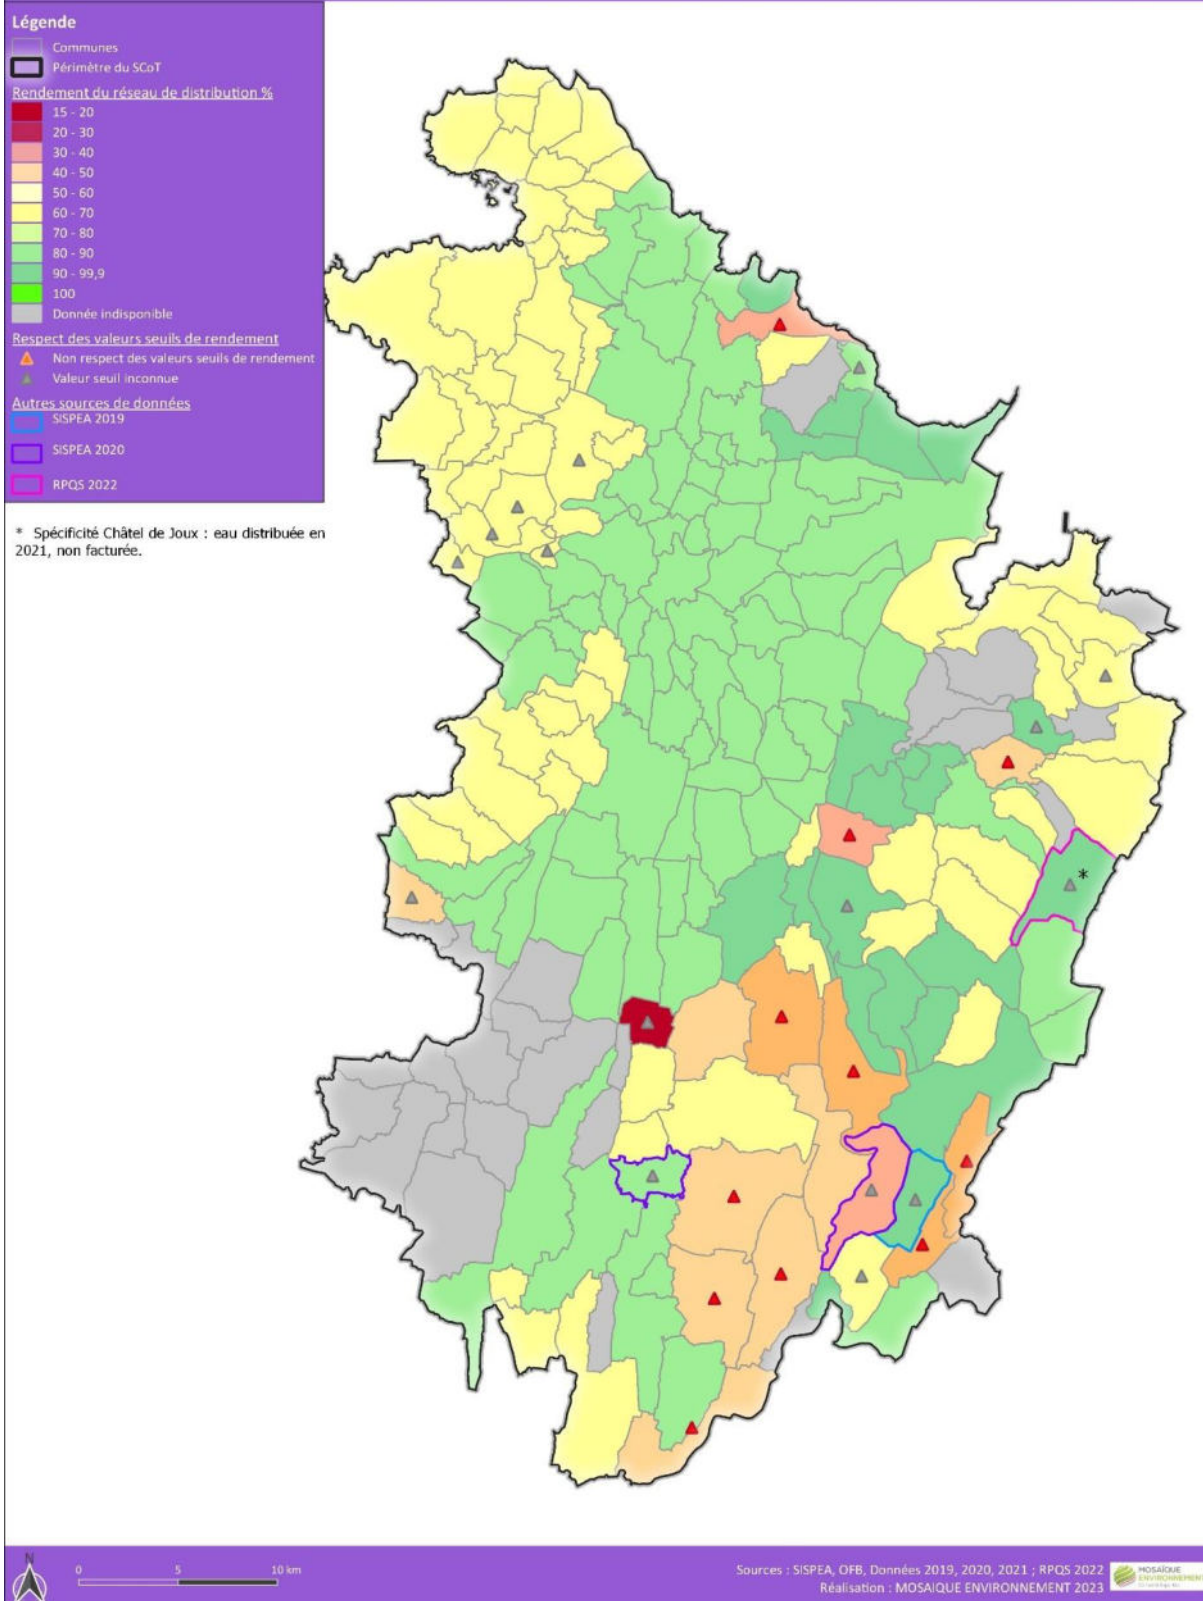 Légende
Communes
Périmètre du SCoT
Rendement du réseau de distribution %
15 - 20
20 - 30
30 - 40
40 - 50
50 - 60
60 - 70
70 - 80
80 - 90
90 - 99,9
100
Donnée indisponible
Respect des valeurs seuils de rendement
Non respect des valeurs seuils de rendement
Valeur seuil inconnue
Autres sources de données
SISPEA 2019
SISPEA 2020
RPQS 2022
* Spécificité Châtel de Joux : eau distribuée en
2021, non facturée.
*
N
0 5 10 km
Sources : SISPEA, OFB, Données 2019, 2020, 2021 ; RPQS 2022
Réalisation : MOSAIQUE ENVIRONNEMENT 2023
MOSAÏQUE
ENVIRONNEMENT